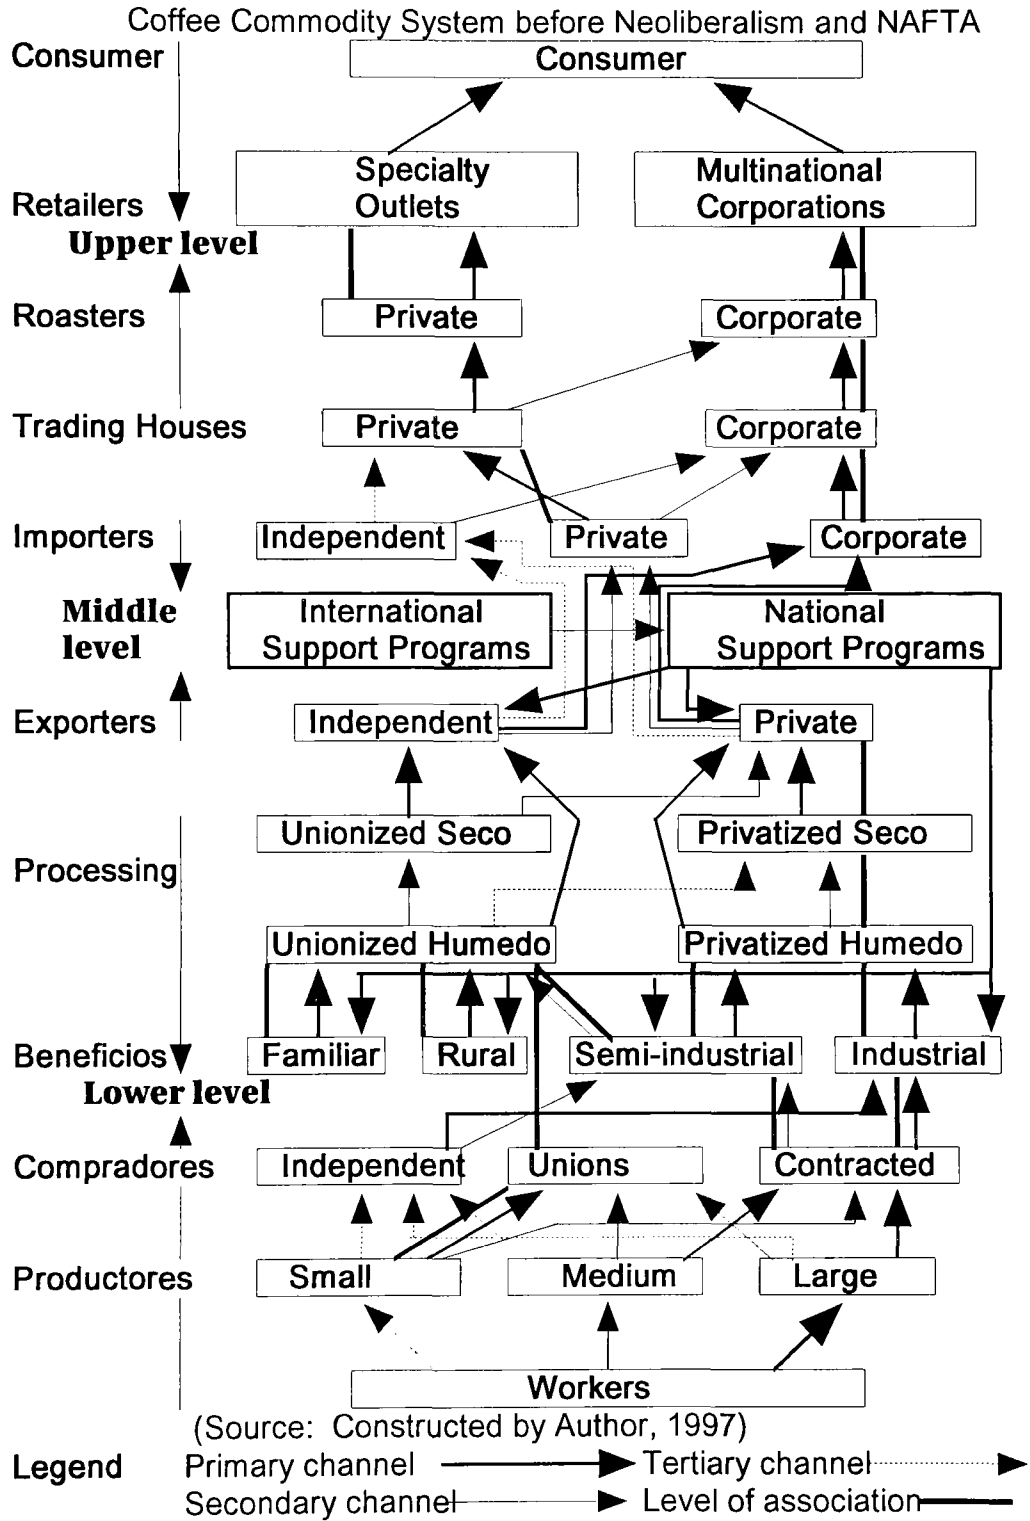 Coffee Commodity System before Neoliberalism and NAFTA
Consumer
Consumer
Specialty
Outlets
Multinational
Corporations
Retailers
Upper level
Roasters
Private
Corporate
Trading Houses
Private
Corporate
Importers
Independent
Private
Corporate
Middle
level
International
Support Programs
National
Support Programs
Exporters
Independent
Private
Unionized Seco
Privatized Seco
Processing
Unionized Humedo
Privatized Humedo
Beneficios
Familiar
Rural
Semi-industrial
Industrial
Lower level
Compradores
Independent
Unions
Contracted
Productores
Small
Medium
Large
Workers
(Source: Constructed by Author, 1997)
Legend
Primary channel
Tertiary channel
Secondary channel
Level of association